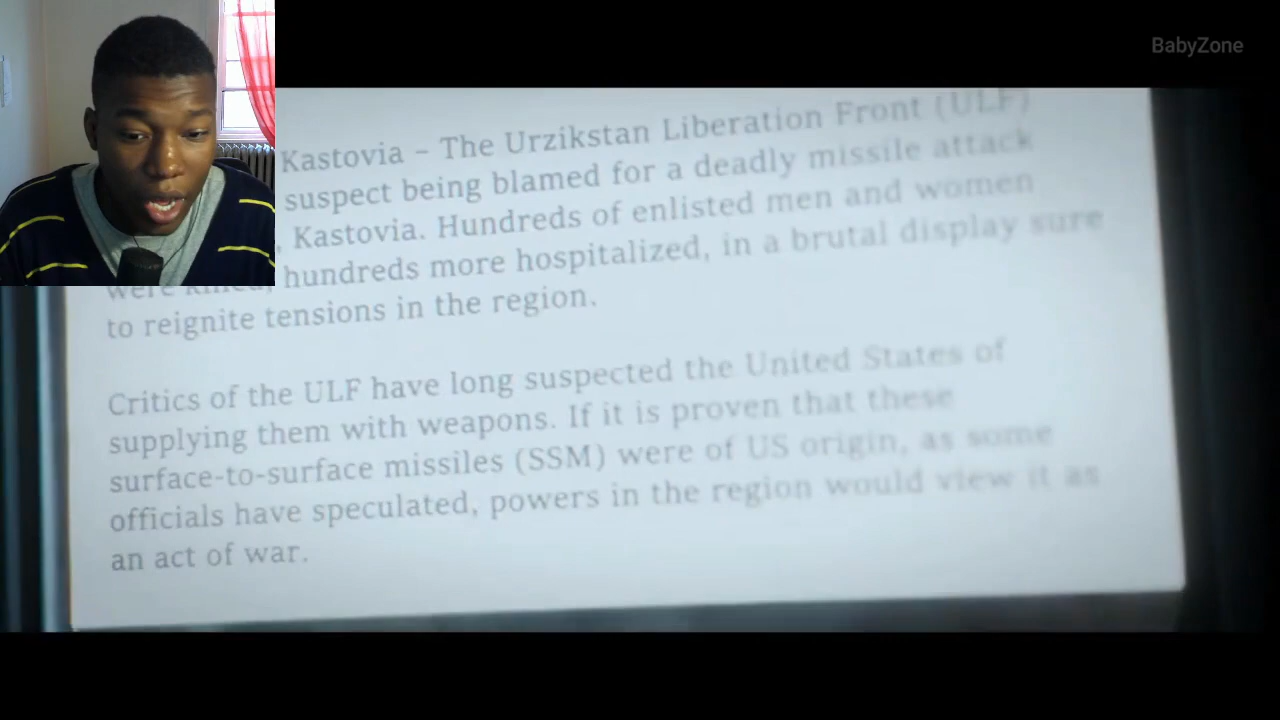 BabyZone
Kastovia – The Urzikstan Liberation Front (ULF)
suspect being blamed for a deadly missile attack
, Kastovia. Hundreds of enlisted men and women
were killed, hundreds more hospitalized, in a brutal display sure
to reignite tensions in the region.
Critics of the ULF have long suspected the United States of
supplying them with weapons. If it is proven that these
surface-to-surface missiles (SSM) were of US origin, as some
officials have speculated, powers in the region would view it as
an act of war.